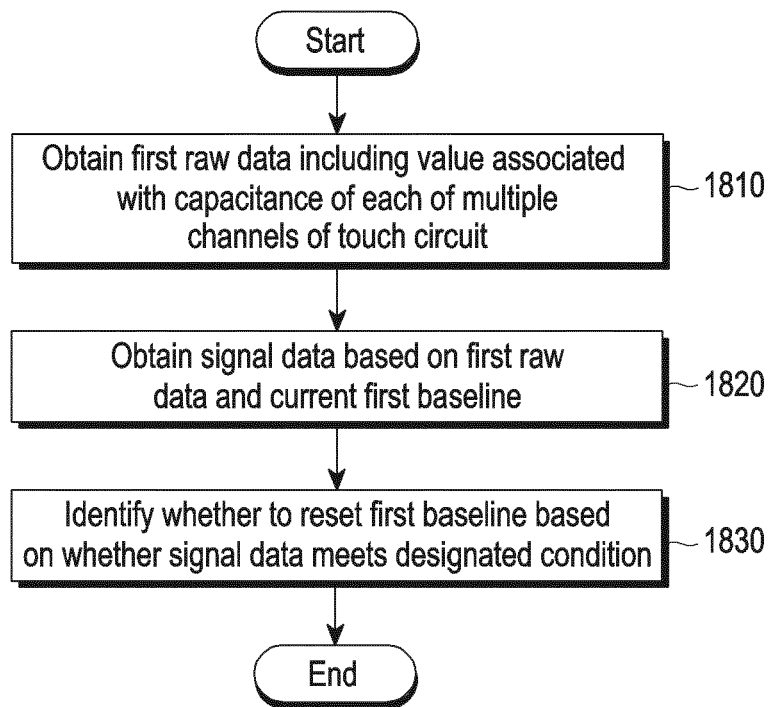 Start
Obtain first raw data including value associated
with capacitance of each of multiple
channels of touch circuit
1810
Obtain signal data based on first raw
data and current first baseline
1820
Identify whether to reset first baseline based
on whether signal data meets designated condition
1830
End